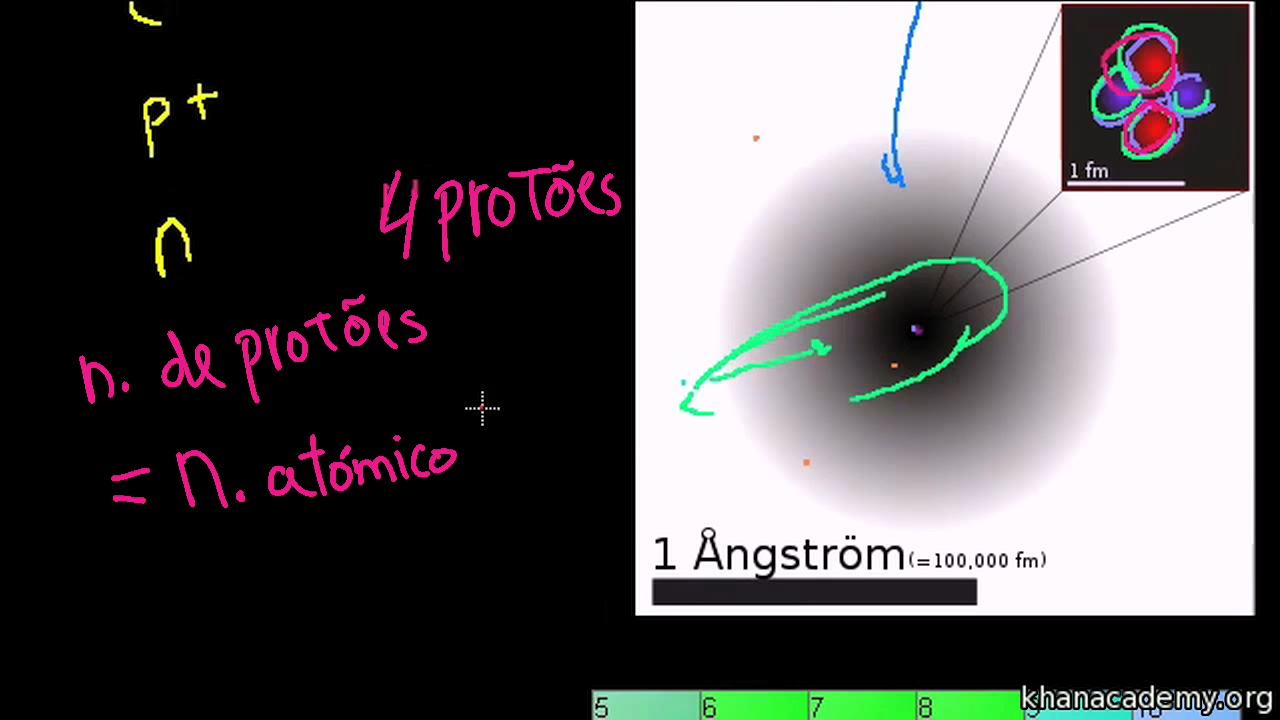 p+
n
4 protões
n. de protões
= n. atómico
1 fm
1 Ångström (=100,000 fm)
5 6 7 8
khanacademy.org